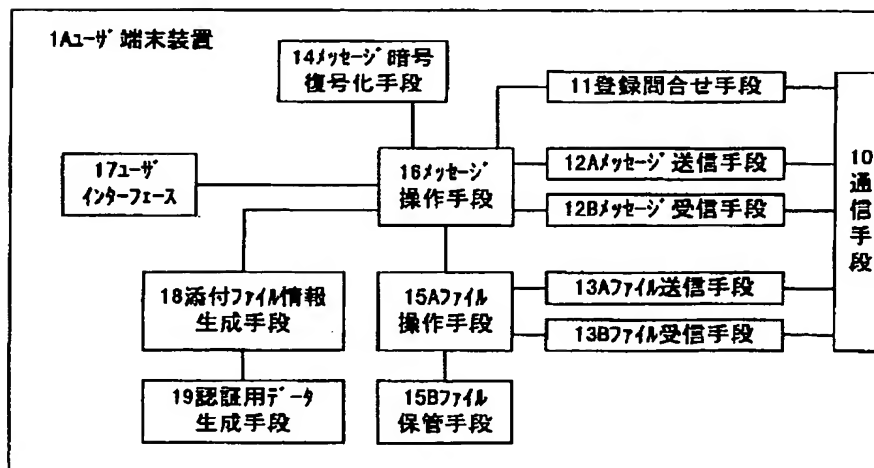 1Aﾕｰｻﾞ端末装置
14ﾒｯｾｰｼﾞ暗号
復号化手段
11登録問合せ手段
17ﾕｰｻﾞ
ｲﾝﾀｰﾌｪｰｽ
16ﾒｯｾｰｼﾞ
操作手段
12Aﾒｯｾｰｼﾞ送信手段
12Bﾒｯｾｰｼﾞ受信手段
10
通
信
手
段
18添付ﾌｧｲﾙ情報
生成手段
15Aﾌｧｲﾙ
操作手段
13Aﾌｧｲﾙ送信手段
13Bﾌｧｲﾙ受信手段
19認証用ﾃﾞｰﾀ
生成手段
15Bﾌｧｲﾙ
保管手段